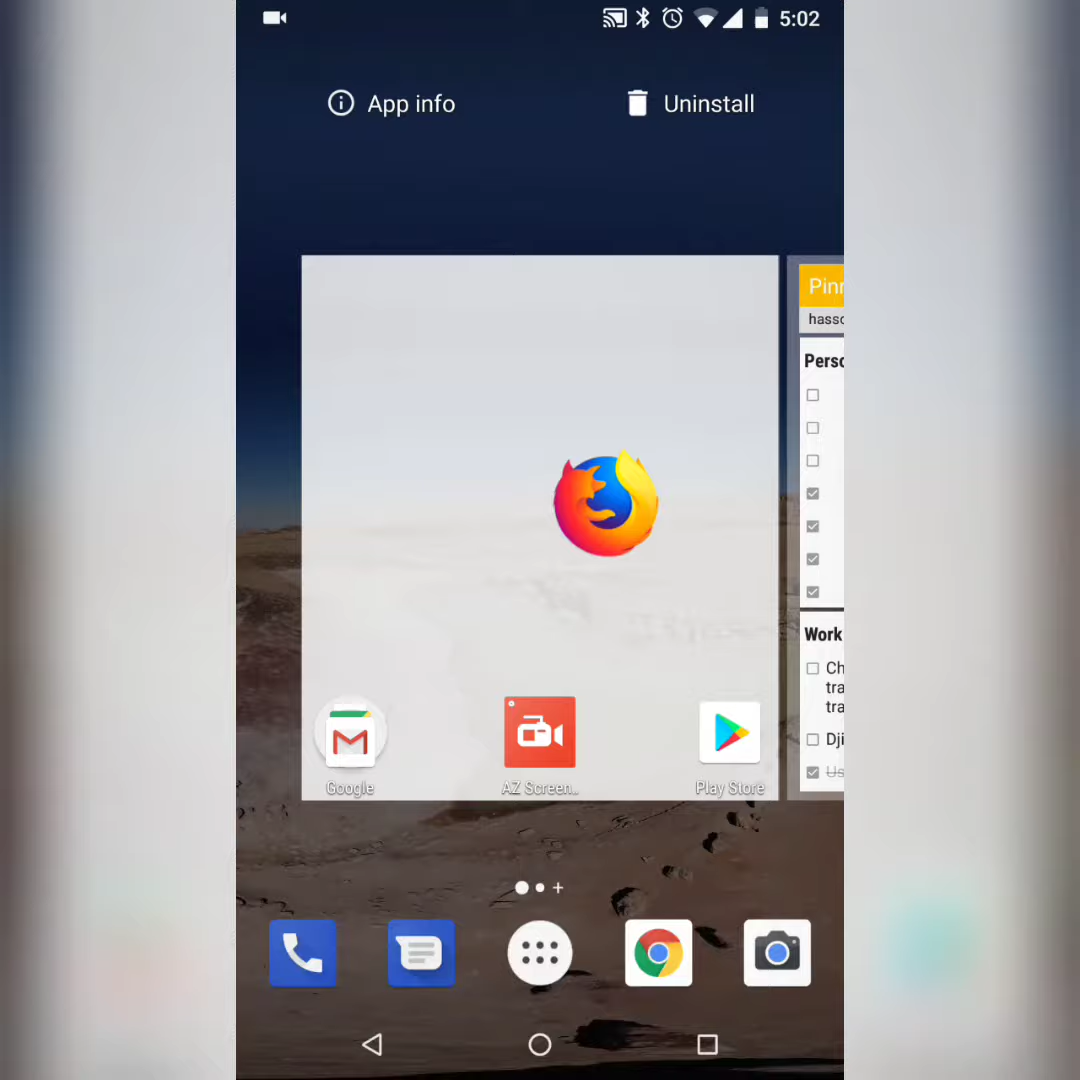 5:02
App info
Uninstall
Pinn
hasso
Perso
Work
Ch
tra
tra
Dji
Us
Google
AZ Screen..
Play Store